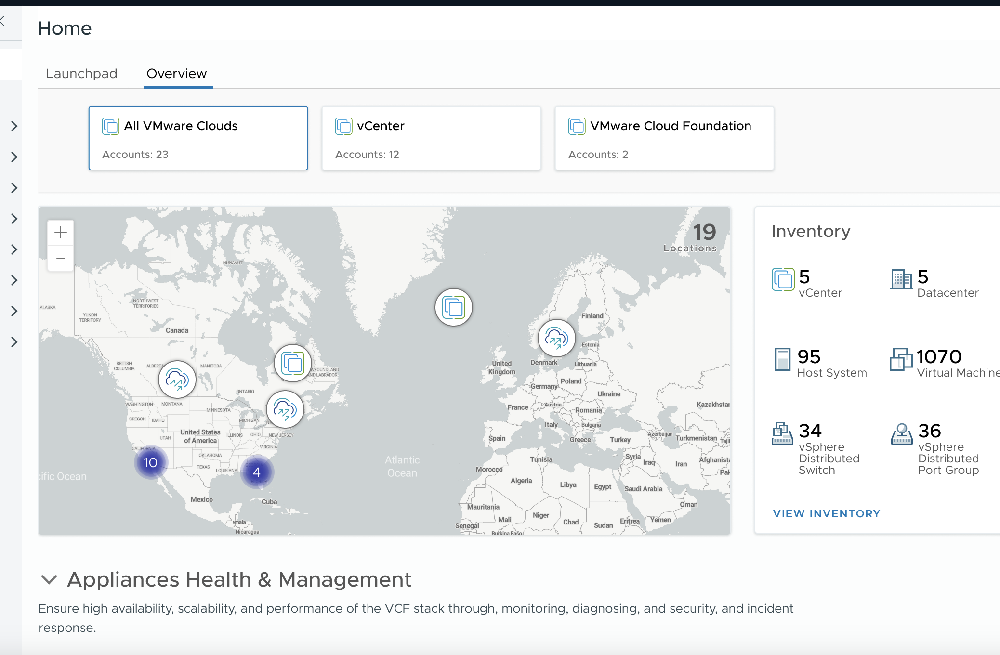 Home
Launchpad
Overview
All VMware Clouds
Accounts: 23
vCenter
Accounts: 12
VMware Cloud Foundation
Accounts: 2
19
Locations
NUNAVUT
ALASKA
NORTHWEST
TERRITORIES
YUKON
TERRITORY
Canada
BRITISH
COLUMBIA
ALBERTA
MANITOBA
WFOUNDLAND
ND LABRADOR
ONTARIO
WASHINGTON
MONTANA
MINNESOTA
OREGON
IDAHO
MICHIGAN
NE
United States
of America
UTAH
ILLINOIS
OHIO
NEW JERSEY
CALIFORNIA
VIRGINIA
OKLAHOMA
TEXAS
LOUISIANA
FLORIDA
10
4
cific Ocean
Mexico
Cuba
emala
Nicaragua
Atlantic
Ocean
Finland
Estonia
Denmark
Lithuania
United
Kingdom
Germany
Poland
Ukraine
Kazakhstan
France
Austria
Romania
Italy
Bulgaria
Spain
Greece
Turkey
Azerbaijan
Turkmenistan
Tajik
Tunisia
Syria
Iraq
Iran
Afghanista
Morocco
Pak
Algeria
Libya
Egypt
Saudi Arabia
Mauritania
Oman
Mali
Niger
Chad
Sudan
Eritrea
Yemen
Senegal
Burkina Faso
Inventory
5
vCenter
5
Datacenter
95
Host System
1070
Virtual Machine
34
vSphere
Distributed
Switch
36
vSphere
Distributed
Port Group
VIEW INVENTORY
Appliances Health & Management
Ensure high availability, scalability, and performance of the VCF stack through, monitoring, diagnosing, and security, and incident
response.